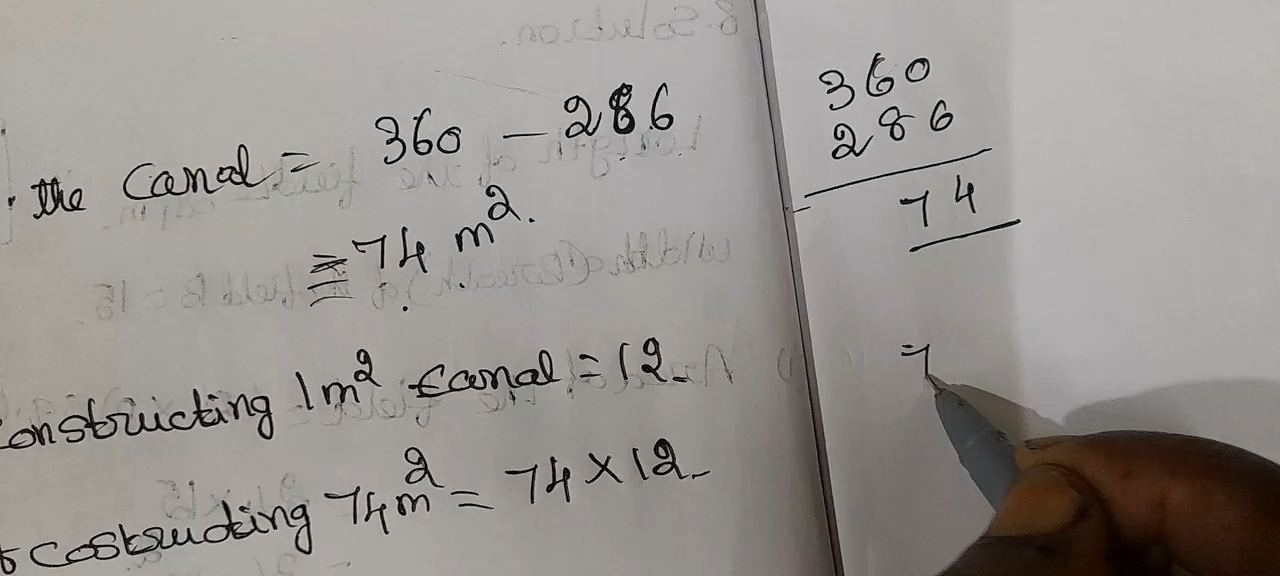 the Canal = 360 - 286
= 74 m².
onstructing 1m² Canal = 12
costructing 74m² = 74 × 12
360
286
-
74
7